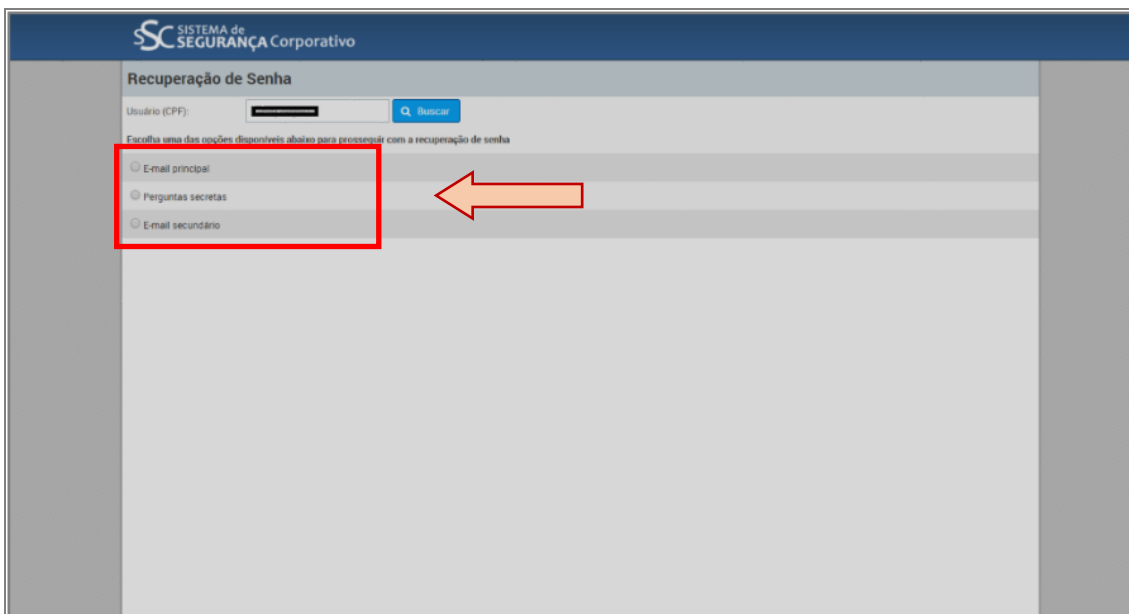 SSC SISTEMA de
SEGURANÇA Corporativo
Recuperação de Senha
Usuário (CPF):
Buscar
Escolha uma das opções disponíveis abaixo para prosseguir com a recuperação de senha
E-mail principal
Perguntas secretas
E-mail secundário